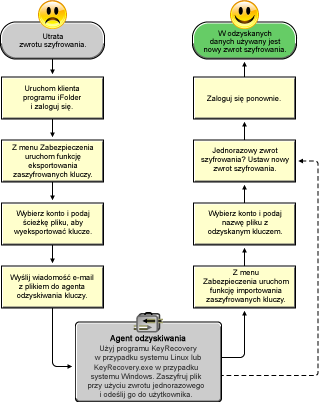 Utrata
zwrotu szyfrowania.
Uruchom klienta
programu iFolder
i zaloguj się.
Z menu Zabezpieczenia
uruchom funkcję
eksportowania
zaszyfrowanych kluczy.
Wybierz konto i podaj
ścieżkę pliku, aby
wyeksportować klucze.
Wyślij wiadomość e-mail
z plikiem do agenta
odzyskiwania kluczy.
Agent odzyskiwania
Użyj programu KeyRecovery
w przypadku systemu Linux lub
KeyRecovery.exe w przypadku
systemu Windows. Zaszyfruj plik
przy użyciu zwrotu jednorazowego
i odeślij go do użytkownika.
Z menu
Zabezpieczenia uruchom
funkcję importowania
zaszyfrowanych kluczy.
Wybierz konto i podaj
nazwę pliku z
odzyskanym kluczem.
Jednorazowy zwrot
szyfrowania? Ustaw nowy
zwrot szyfrowania.
Zaloguj się ponownie.
W odzyskanych
danych używany jest
nowy zwrot szyfrowania.